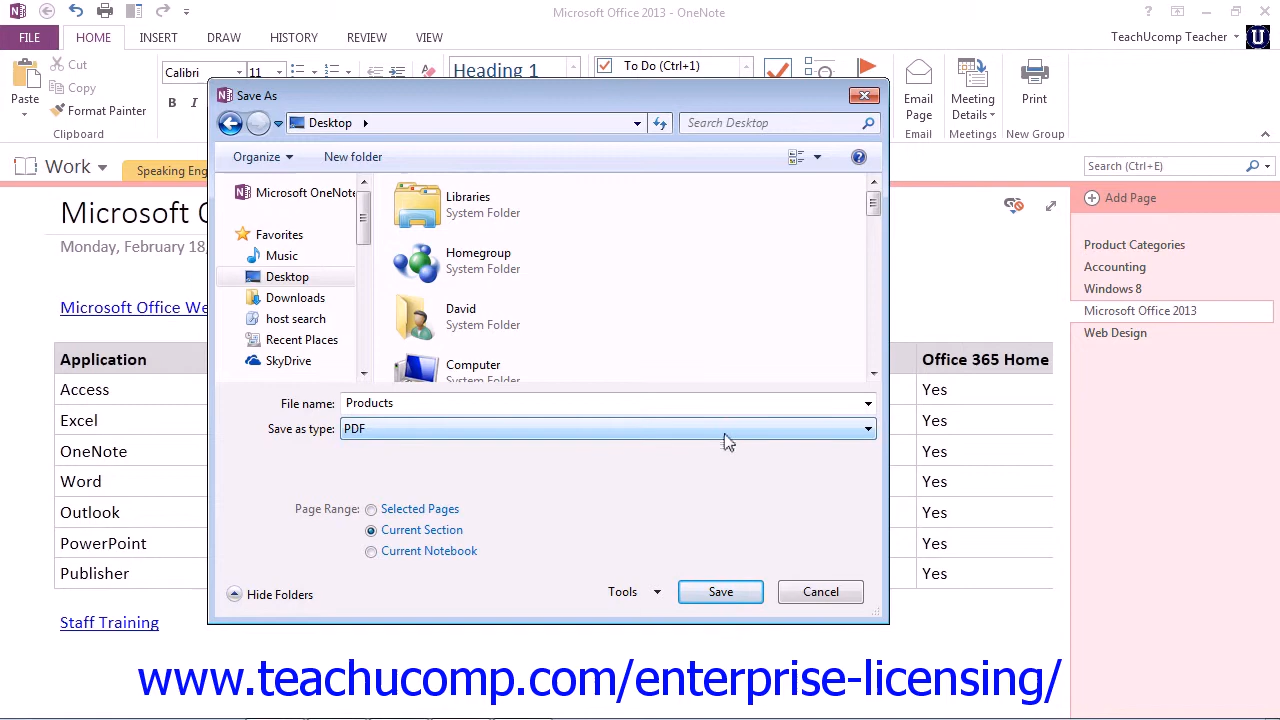 Microsoft Office 2013 - OneNote
FILE HOME INSERT DRAW HISTORY REVIEW VIEW
TeachUcomp Teacher
Paste
Cut
Copy
Format Painter
Clipboard
Calibri 11
B I
Heading 1
To Do (Ctrl+1)
Email Page
Email
Meeting Details
Meetings
Print
New Group
Work
Speaking Eng
Search (Ctrl+E)
Microsoft O
Monday, February 18,
Microsoft Office We
Application Office 365 Home
Access Yes
Excel Yes
OneNote Yes
Word Yes
Outlook Yes
PowerPoint Yes
Publisher Yes
Staff Training
Add Page
Product Categories
Accounting
Windows 8
Microsoft Office 2013
Web Design
Save As
Desktop
Search Desktop
Organize New folder
Microsoft OneNote
Favorites
Music
Desktop
Downloads
host search
Recent Places
SkyDrive
Libraries
System Folder
Homegroup
System Folder
David
System Folder
Computer
System Folder
File name: Products
Save as type: PDF
Page Range: Selected Pages
Current Section
Current Notebook
Hide Folders
Tools Save Cancel
www.teachucomp.com/enterprise-licensing/